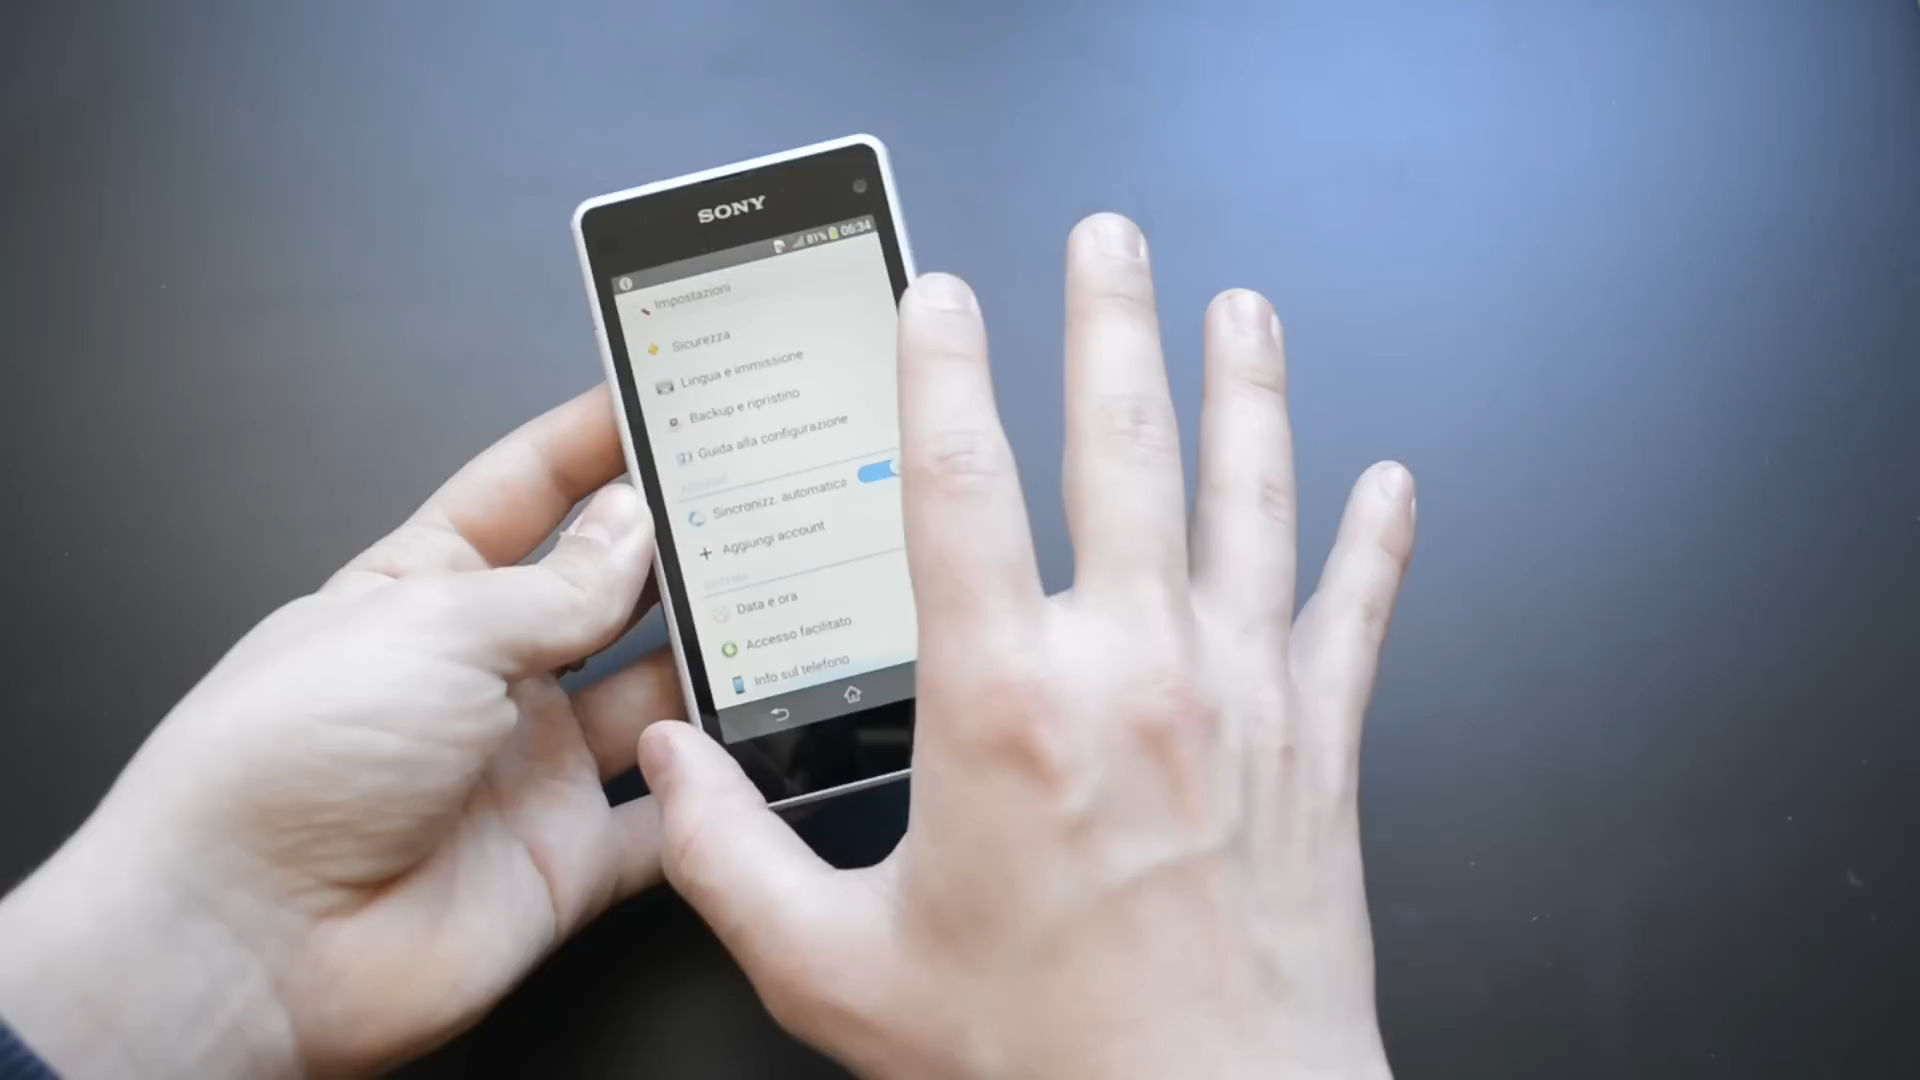 SONY
81% 06:34
Impostazioni
Sicurezza
Lingua e immissione
Backup e ripristino
Guida alla configurazione
Sincronizz. automatica
Aggiungi account
Data e ora
Accesso facilitato
Info sul telefono